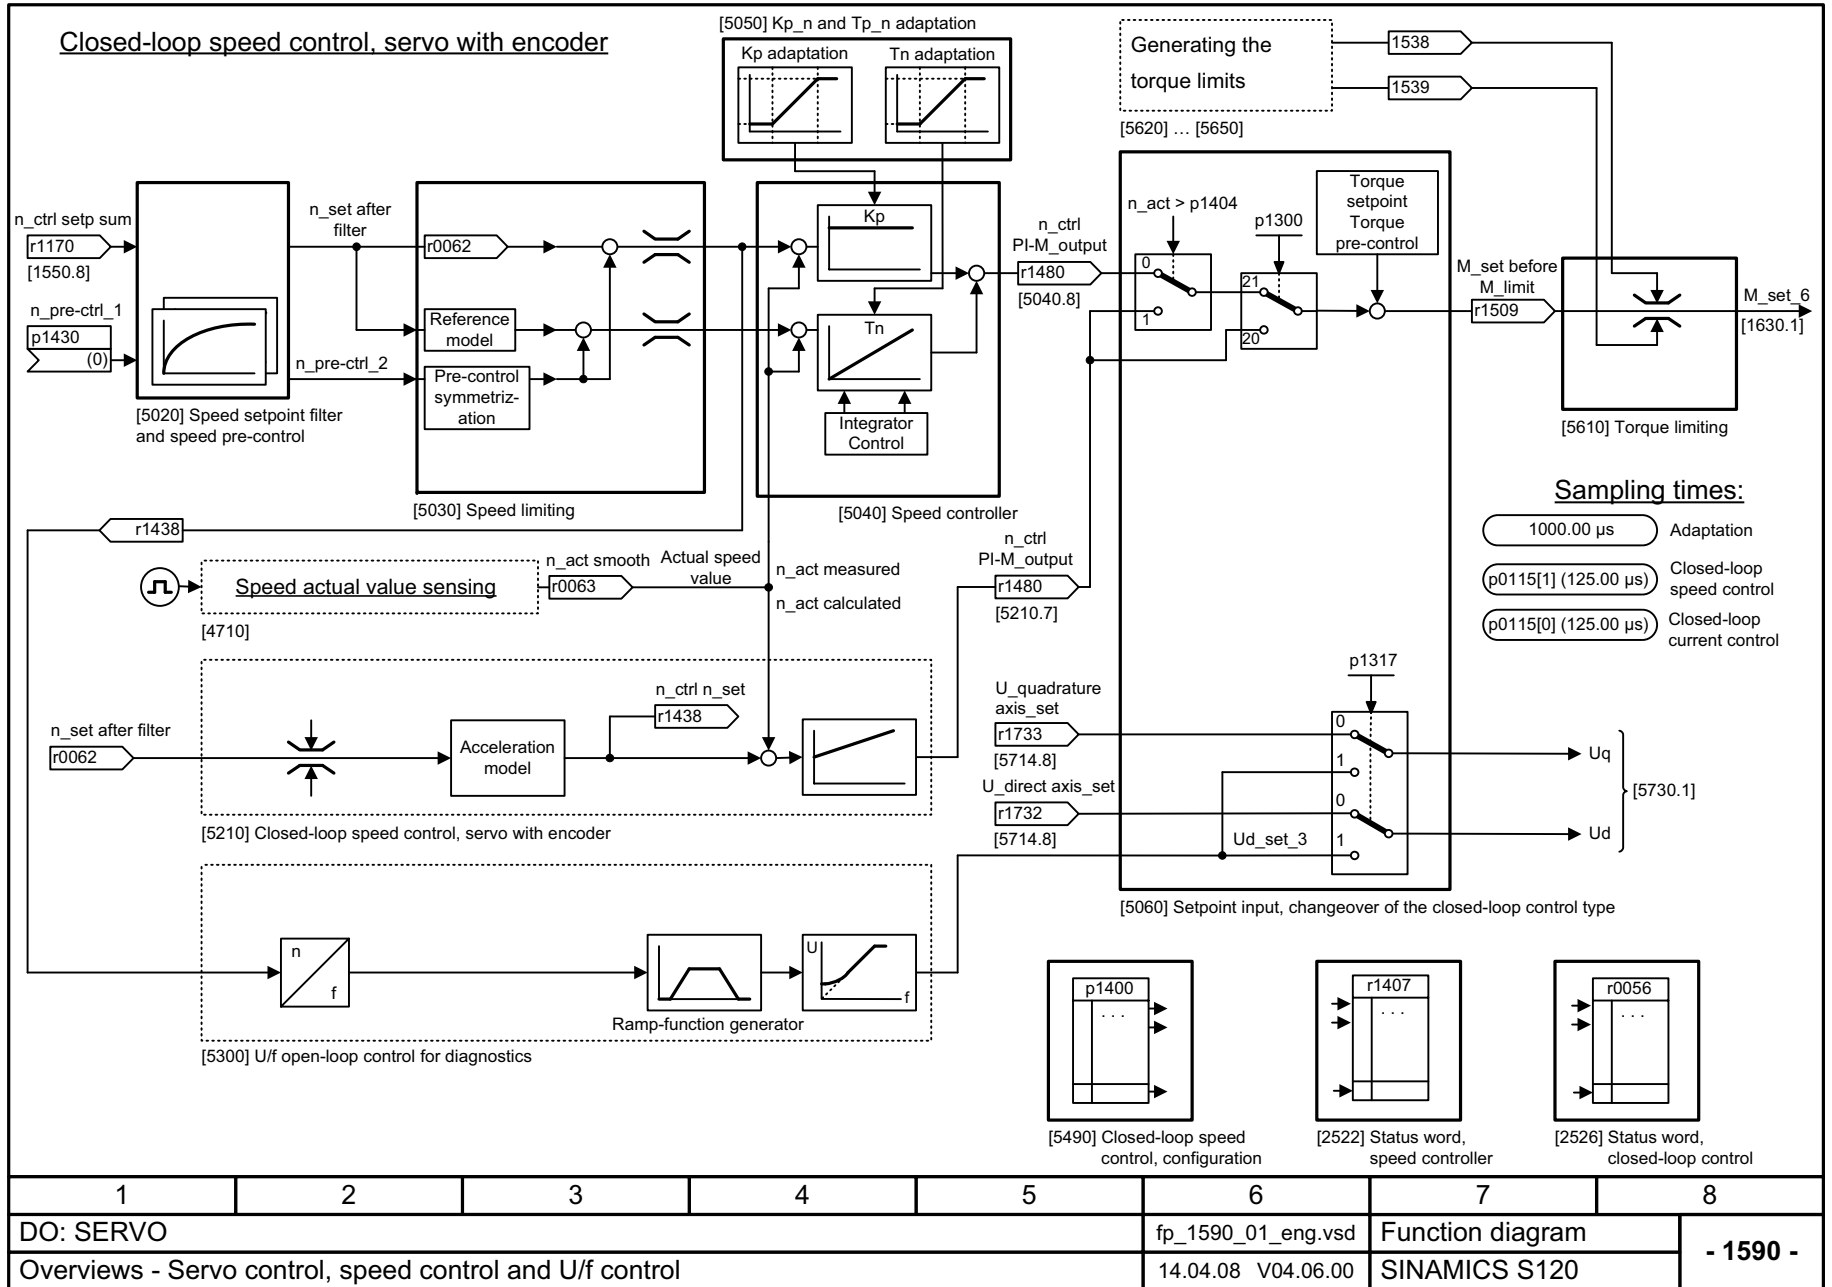 Closed-loop speed control, servo with encoder
[5050] Kp_n and Tp_n adaptation
Kp adaptation
Tn adaptation
Generating the
torque limits
[5620] … [5650]
1538
1539
n_ctrl setp sum
r1170
[1550.8]
n_pre-ctrl_1
p1430
(0)
[5020] Speed setpoint filter
and speed pre-control
n_set after
filter
n_pre-ctrl_2
r0062
Reference
model
Pre-control
symmetriz-
ation
[5030] Speed limiting
Kp
Tn
Integrator
Control
[5040] Speed controller
n_ctrl
PI-M_output
r1480
[5040.8]
n_act > p1404
0
1
p1300
21
20
Torque
setpoint
Torque
pre-control
M_set before
M_limit
r1509
M_set_6
[1630.1]
[5610] Torque limiting
Sampling times:
1000.00 µs
Adaptation
p0115[1] (125.00 µs)
Closed-loop
speed control
p0115[0] (125.00 µs)
Closed-loop
current control
r1438
Speed actual value sensing
[4710]
n_act smooth
r0063
Actual speed
value
n_act measured
n_act calculated
n_ctrl
PI-M_output
r1480
[5210.7]
n_set after filter
r0062
Acceleration
model
n_ctrl n_set
r1438
[5210] Closed-loop speed control, servo with encoder
U_quadrature
axis_set
r1733
[5714.8]
U_direct axis_set
r1732
[5714.8]
p1317
0
1
0
1
Ud_set_3
Uq
Ud
[5730.1]
[5060] Setpoint input, changeover of the closed-loop control type
n
f
Ramp-function generator
U
f
[5300] U/f open-loop control for diagnostics
p1400
. . .
[5490] Closed-loop speed
control, configuration
r1407
. . .
[2522] Status word,
speed controller
r0056
. . .
[2526] Status word,
closed-loop control
1 2 3 4 5 6 7 8
DO: SERVO
fp_1590_01_eng.vsd
Function diagram
- 1590 -
Overviews - Servo control, speed control and U/f control
14.04.08 V04.06.00
SINAMICS S120